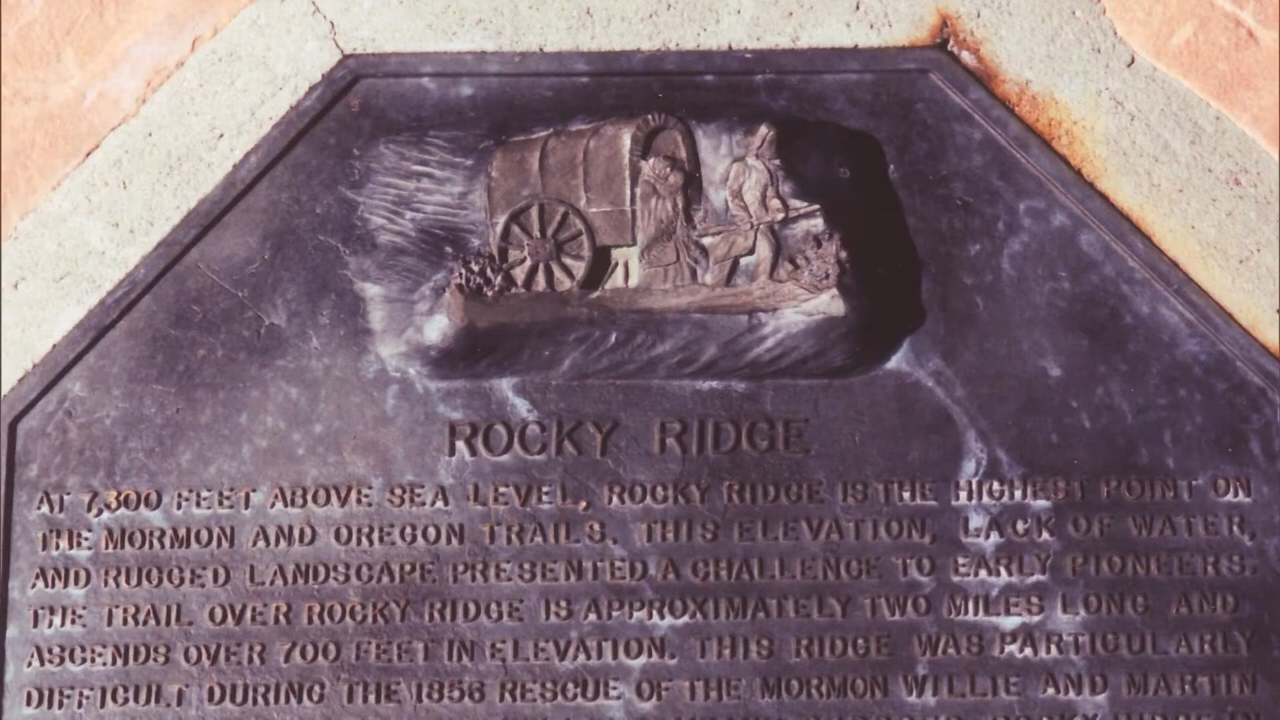 ROCKY RIDGE
AT 7,300 FEET ABOVE SEA LEVEL, ROCKY RIDGE IS THE HIGHEST POINT ON
THE MORMON AND OREGON TRAILS. THIS ELEVATION, LACK OF WATER,
AND RUGGED LANDSCAPE PRESENTED A CHALLENGE TO EARLY PIONEERS.
THE TRAIL OVER ROCKY RIDGE IS APPROXIMATELY TWO MILES LONG AND
ASCENDS OVER 700 FEET IN ELEVATION. THIS RIDGE WAS PARTICULARLY
DIFFICULT DURING THE 1856 RESCUE OF THE MORMON WILLIE AND MARTIN